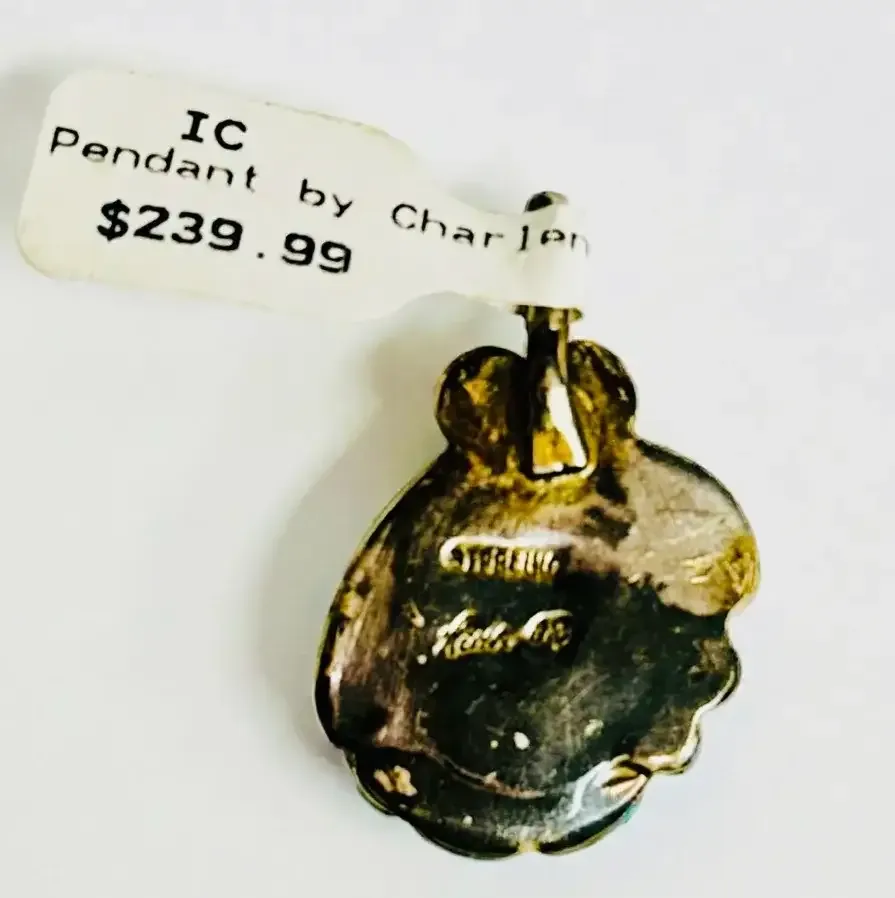 IC
Pendant by Charlen
$239.99
STERLING